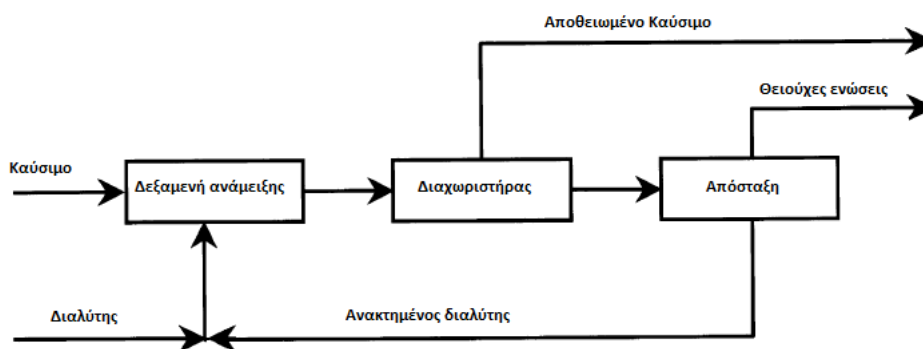 Αποθειωμένο Καύσιμο
Θειούχες ενώσεις
Καύσιμο
Δεξαμενή ανάμειξης
Διαχωριστήρας
Απόσταξη
Διαλύτης
Ανακτημένος διαλύτης